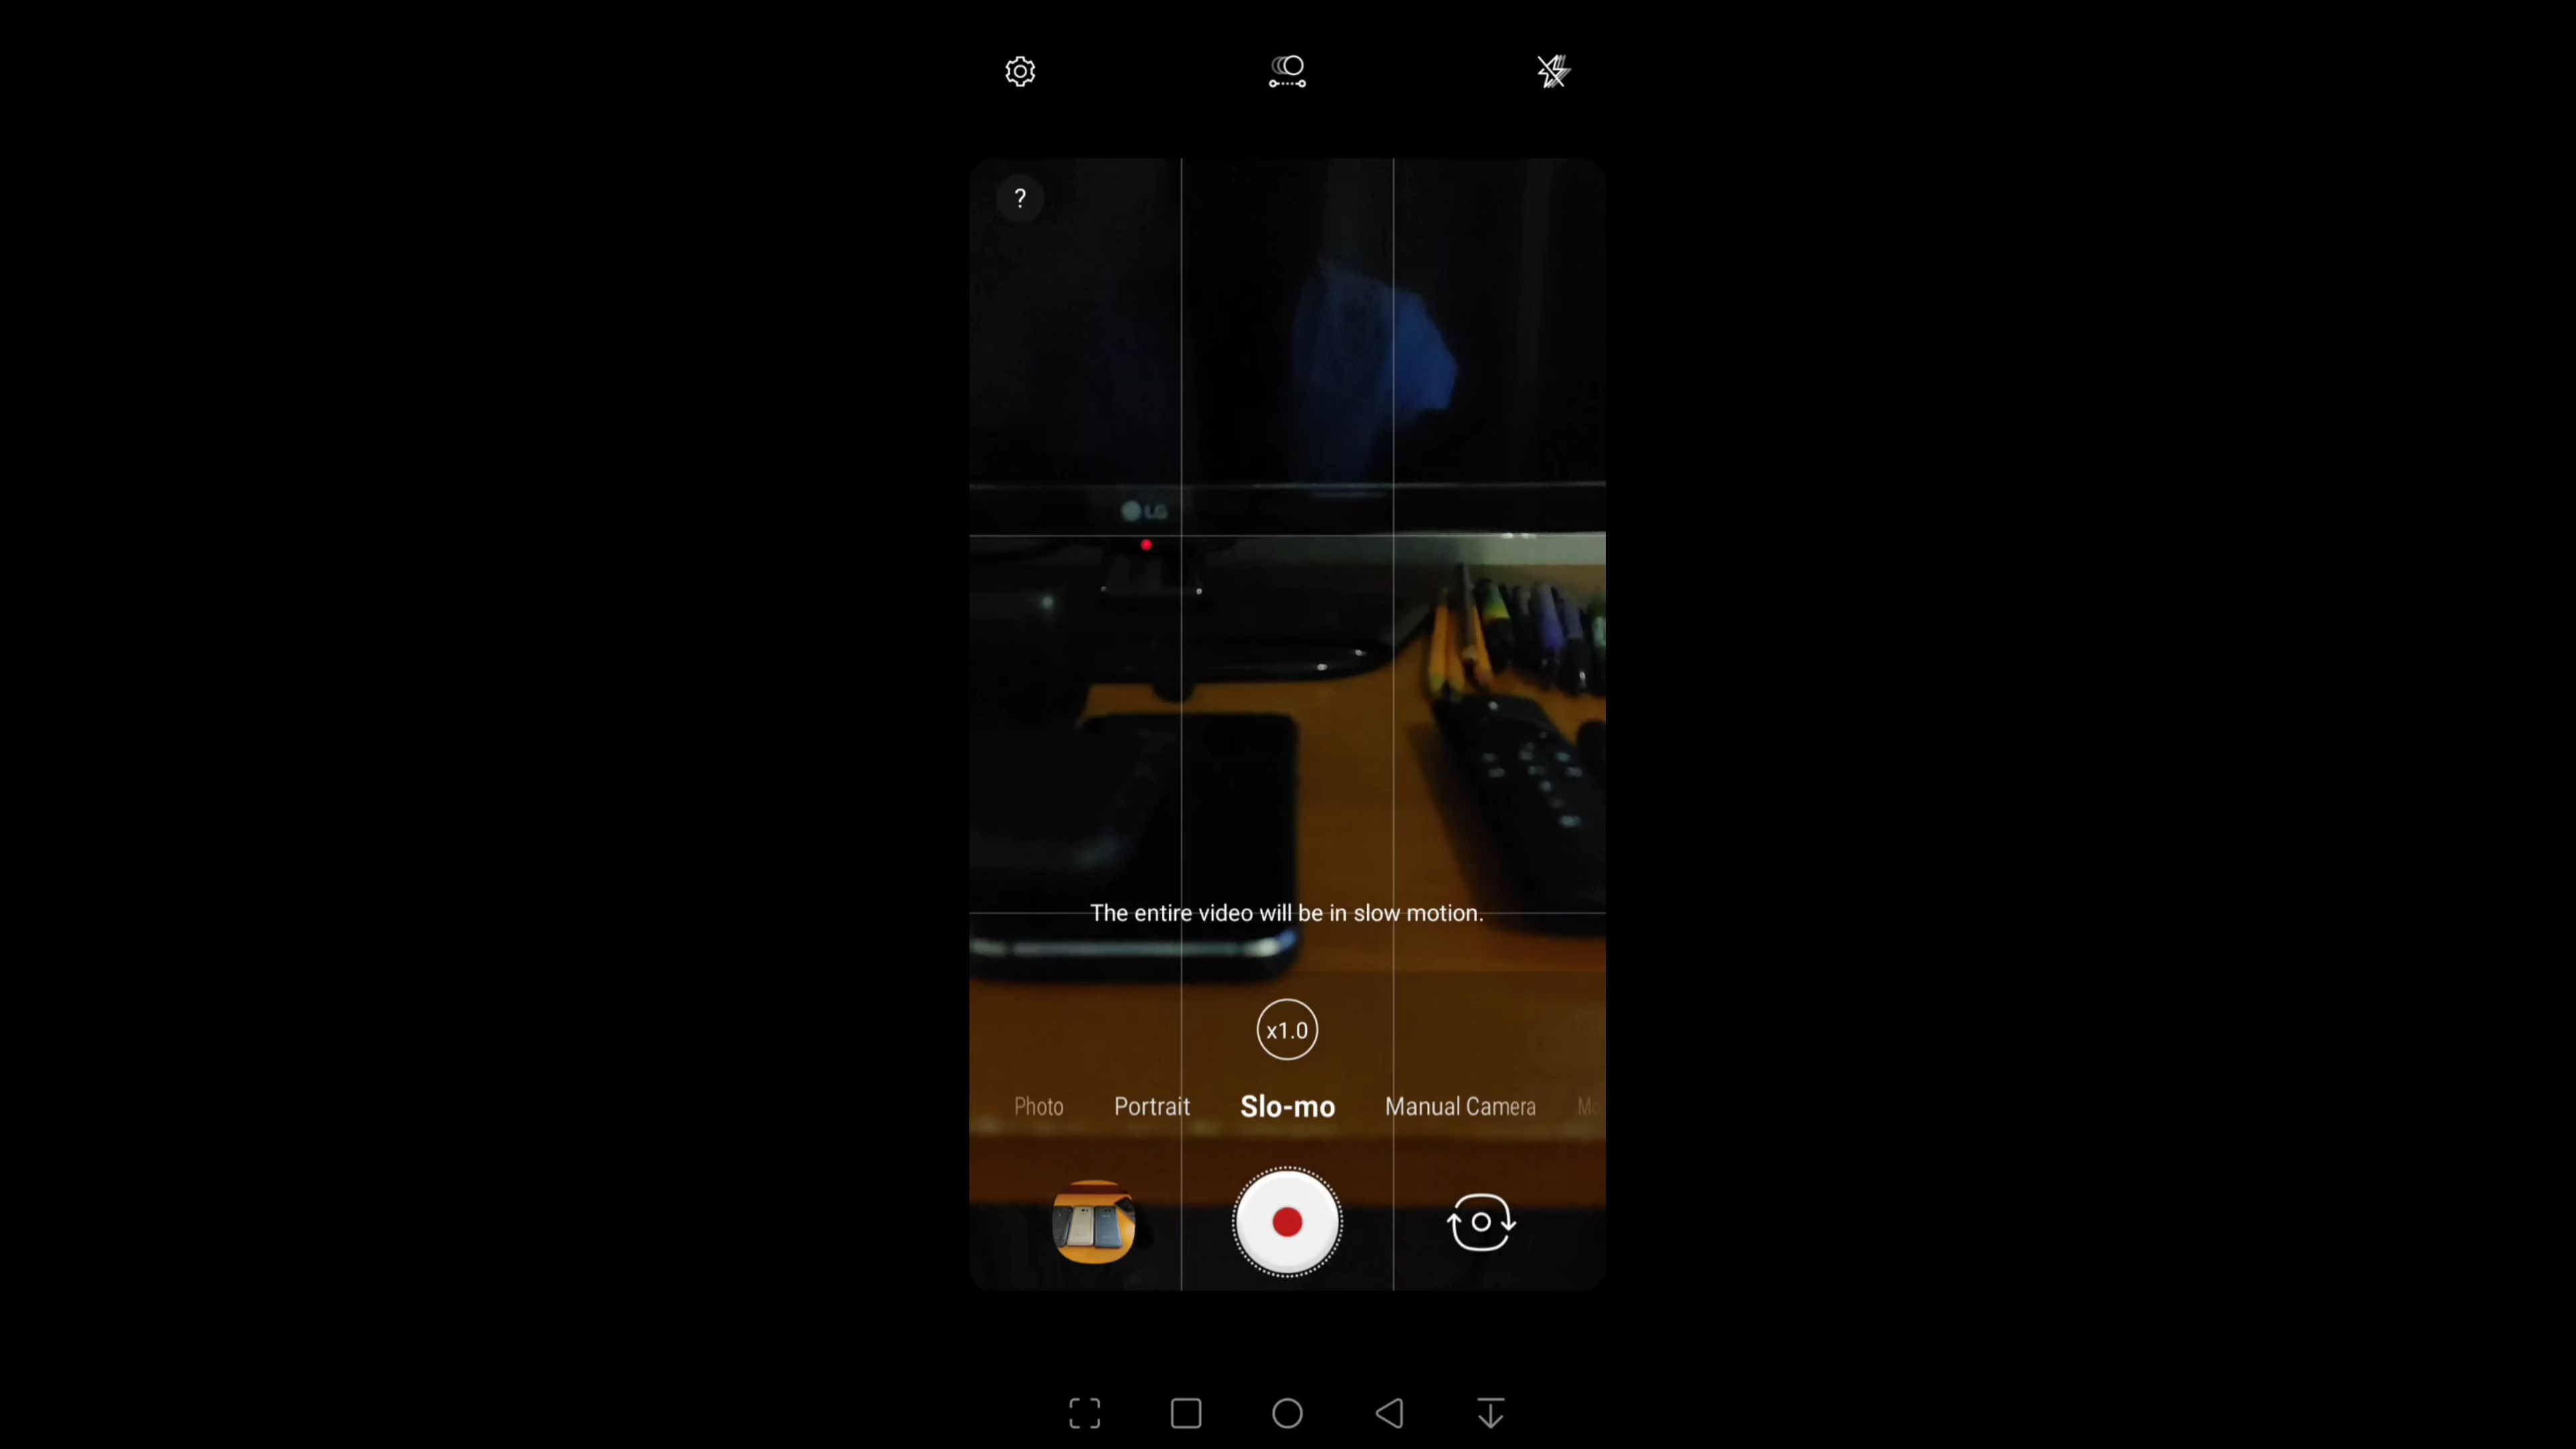 ?
LG
The entire video will be in slow motion.
x1.0
Photo Portrait Slo-mo Manual Camera